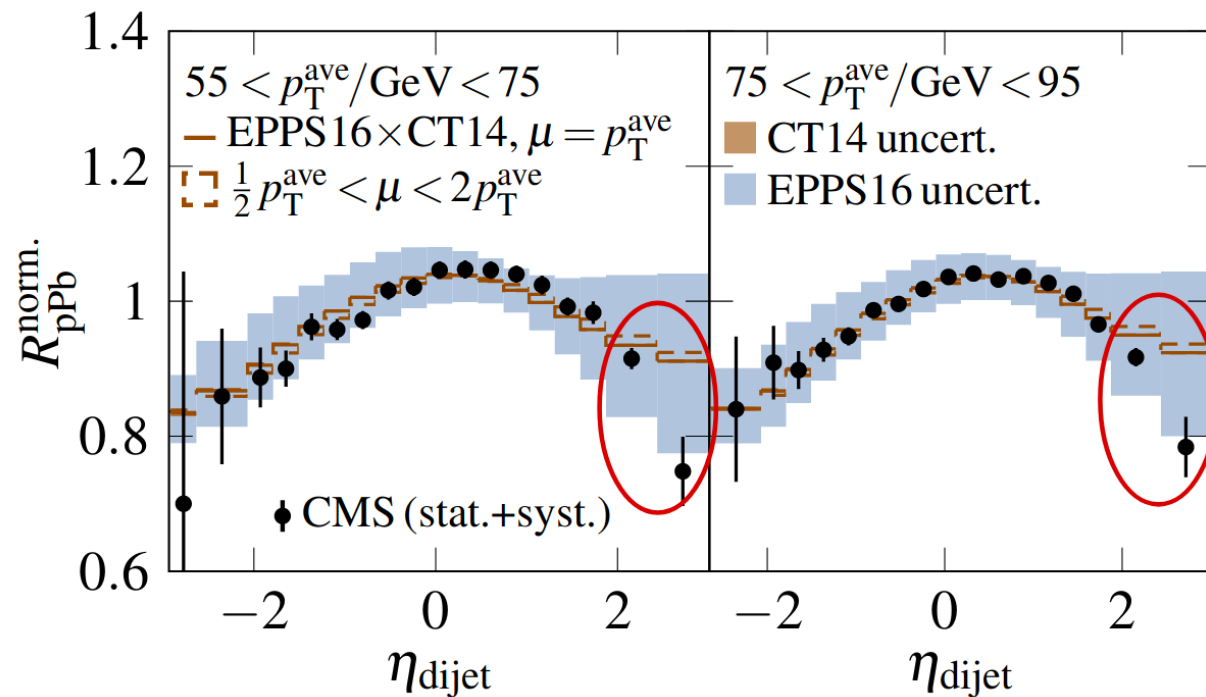 1.4
1.2
1
0.8
0.6
R_pPb^norm.
55 < p_T^ave/GeV < 75
EPPS16×CT14, μ = p_T^ave
½ p_T^ave < μ < 2p_T^ave
CMS (stat.+syst.)
75 < p_T^ave/GeV < 95
CT14 uncert.
EPPS16 uncert.
−2 0 2
−2 0 2
η_dijet
η_dijet